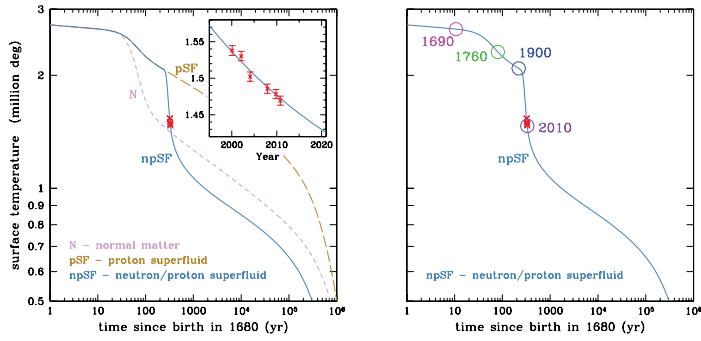 surface temperature (million deg)
3
2
1
0.9
0.8
0.7
0.6
0.5
1
10
100
1000
10⁴
10⁵
10⁶
time since birth in 1680 (yr)
pSF
N
npSF
N – normal matter
pSF – proton superfluid
npSF – neutron/proton superfluid
1.55
1.5
1.45
2000
2010
2020
Year
1690
1760
1900
2010
npSF
npSF – neutron/proton superfluid
1
10
100
1000
10⁴
10⁵
10⁶
time since birth in 1680 (yr)